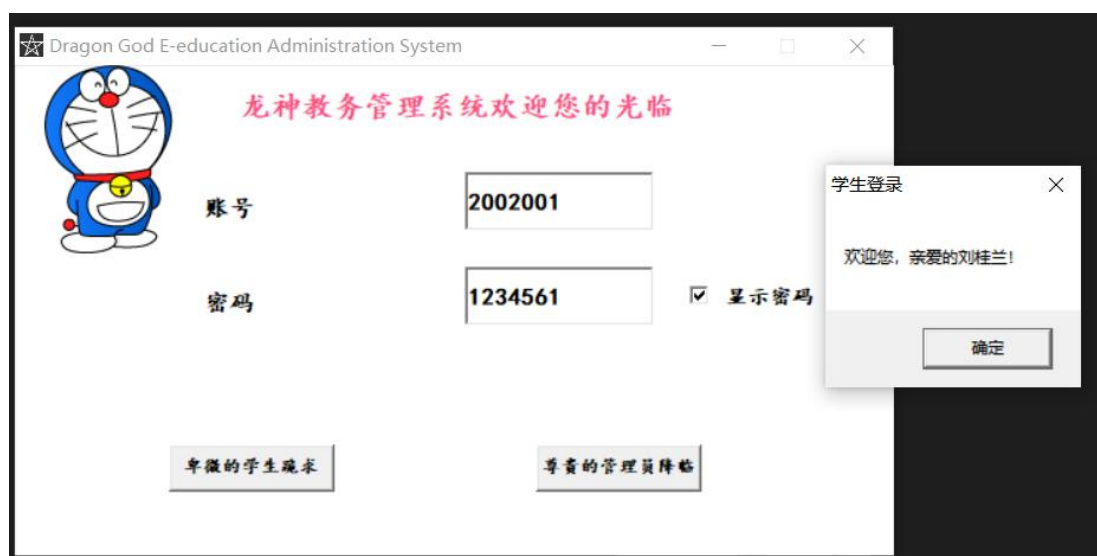 Dragon God E-education Administration System
龙神教务管理系统欢迎您的光临
账号
2002001
密码
1234561
显示密码
学生登录
欢迎您，亲爱的刘桂兰！
确定
卑微的学生疏求
尊贵的管理员降临